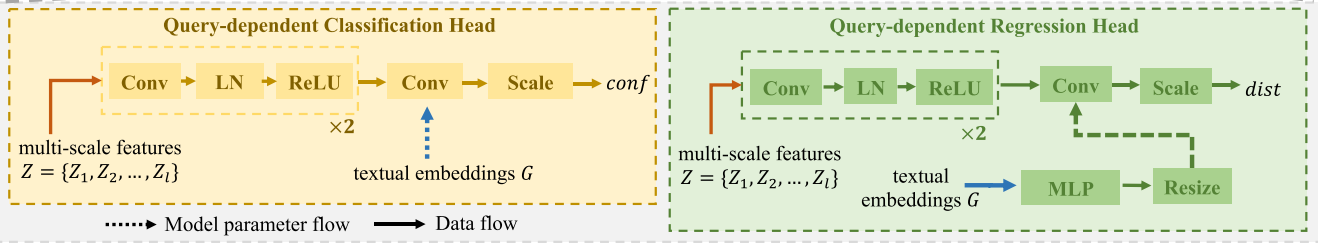 Query-dependent Classification Head
Conv LN ReLU Conv Scale conf
×2
multi-scale features
Z = {Z₁, Z₂, …, Zₗ}
textual embeddings G
Model parameter flow Data flow
Query-dependent Regression Head
Conv LN ReLU Conv Scale dist
×2
multi-scale features
Z = {Z₁, Z₂, …, Zₗ}
textual
embeddings G
MLP Resize